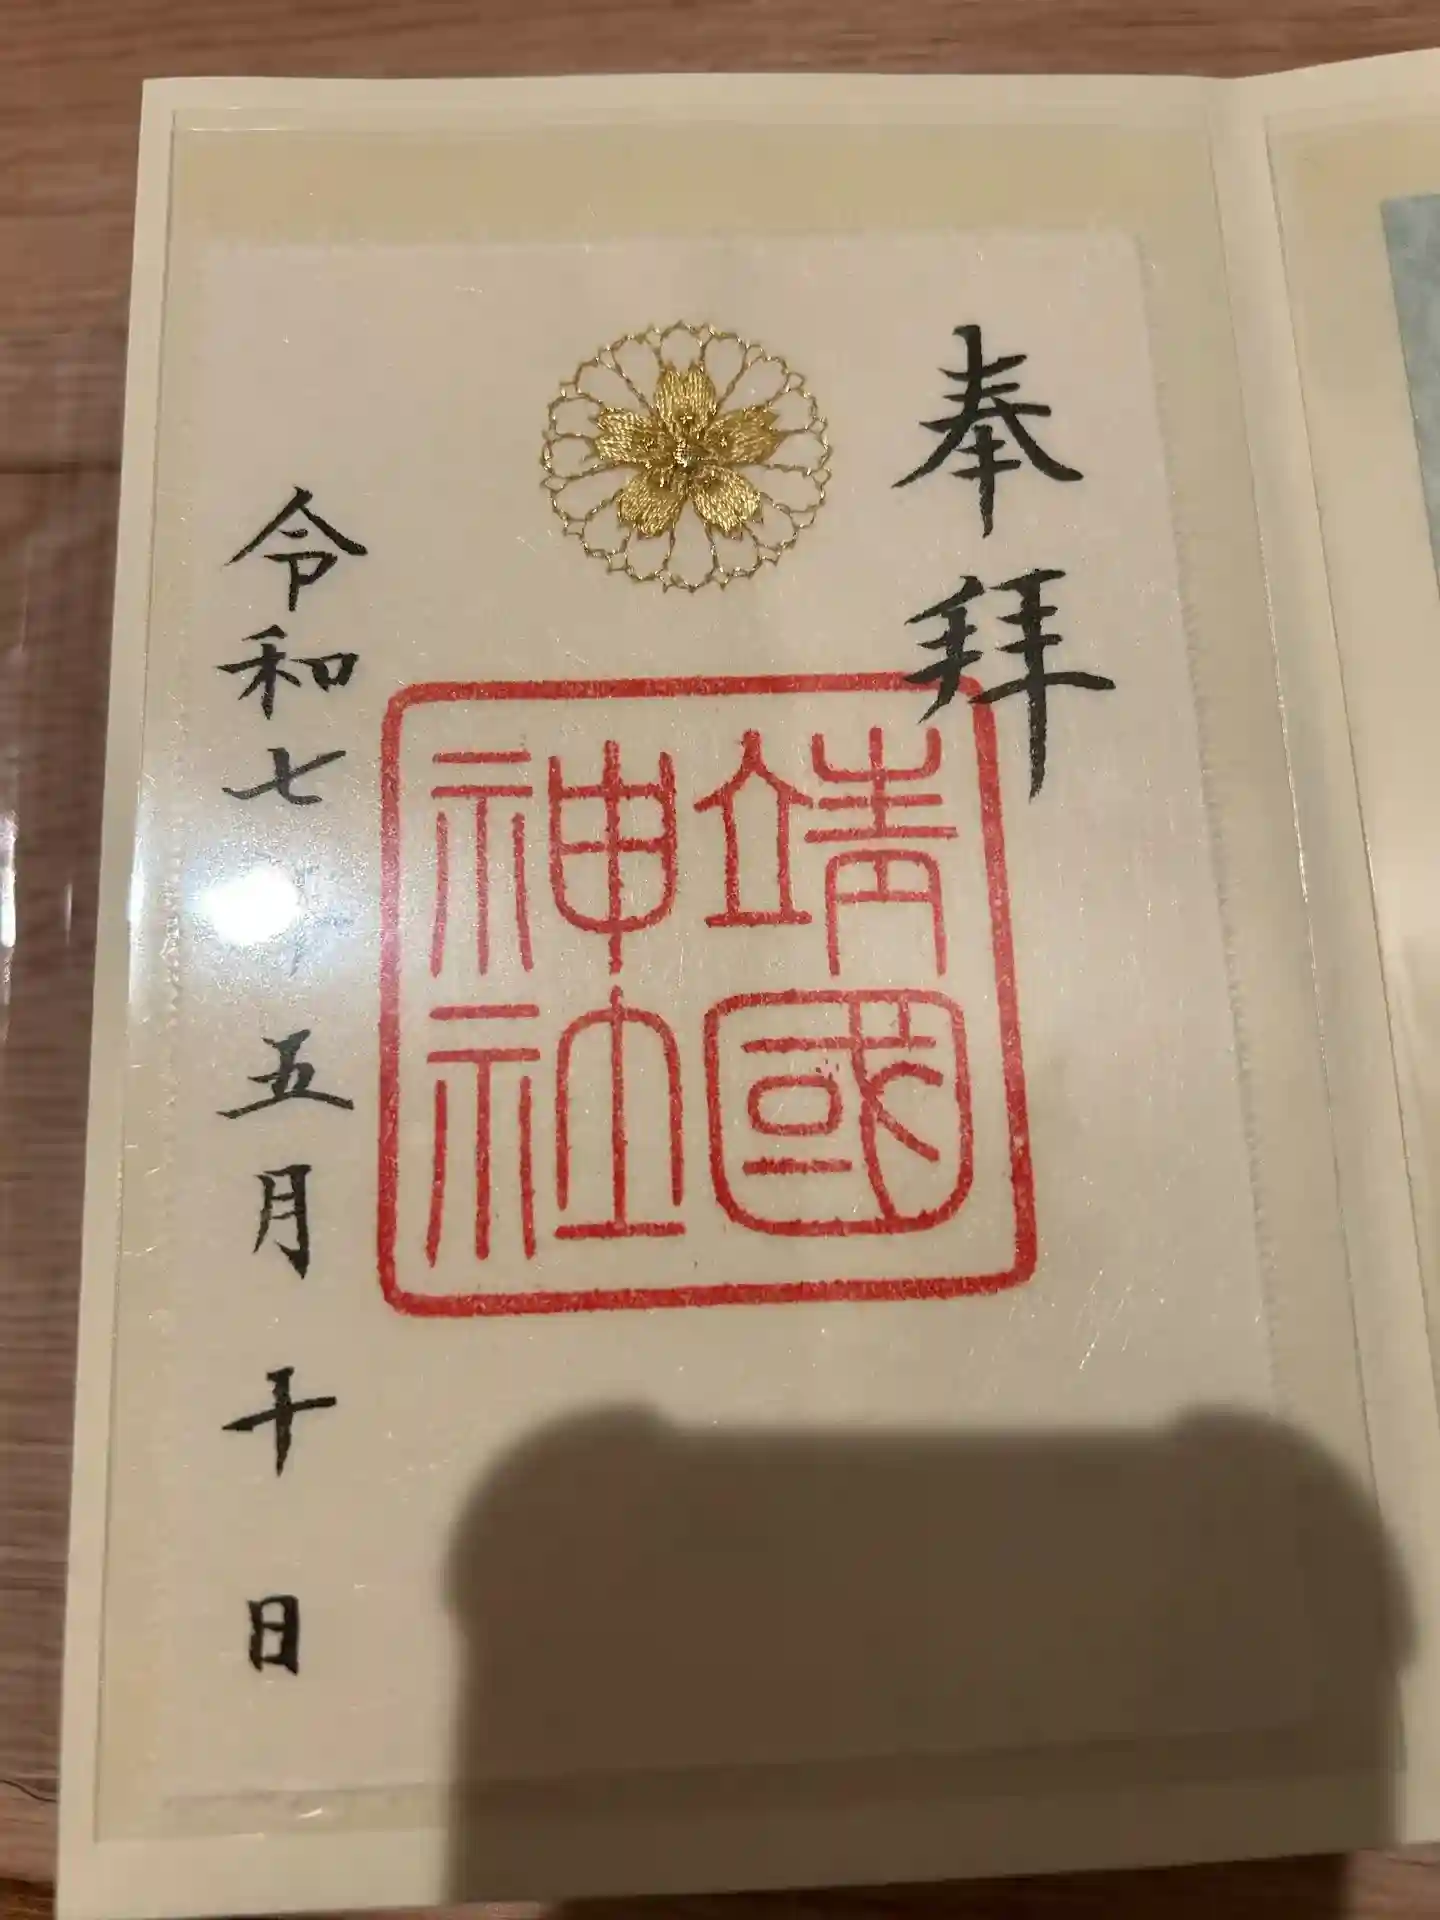 奉拝
靖國
神社
令和七年五月十日